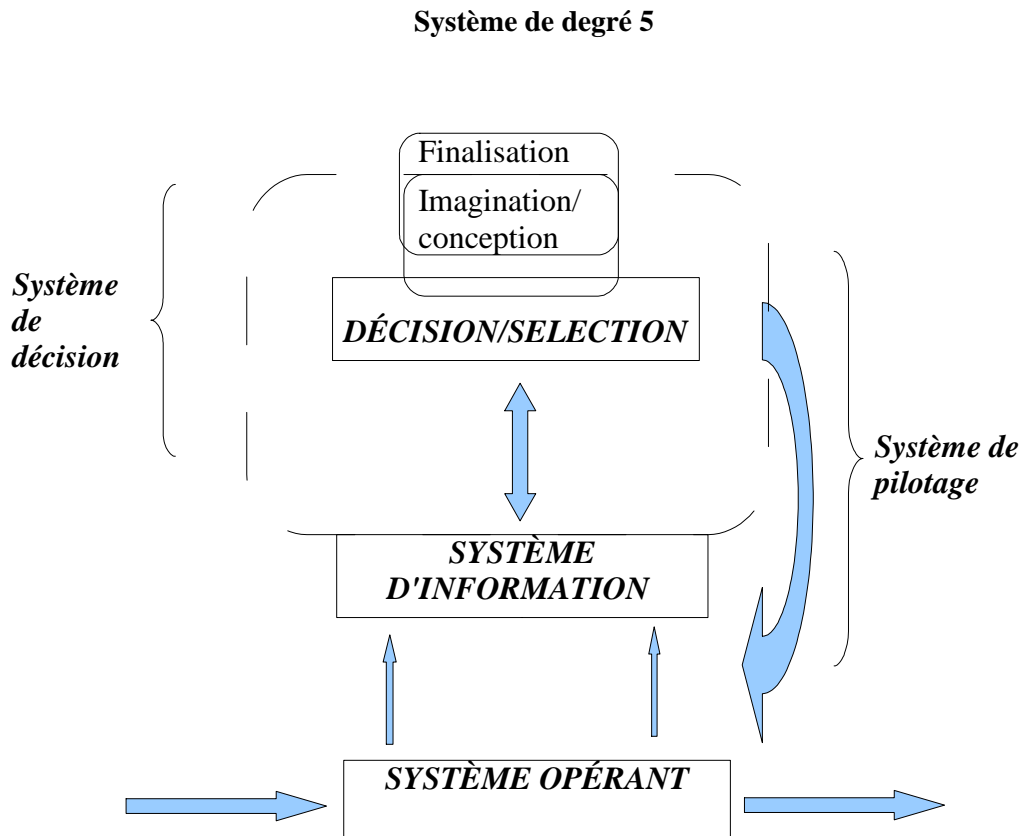 Système de degré 5
Finalisation
Imagination/
conception
Système
de
décision
DÉCISION/SELECTION
Système de
pilotage
SYSTÈME
D'INFORMATION
SYSTÈME OPÉRANT